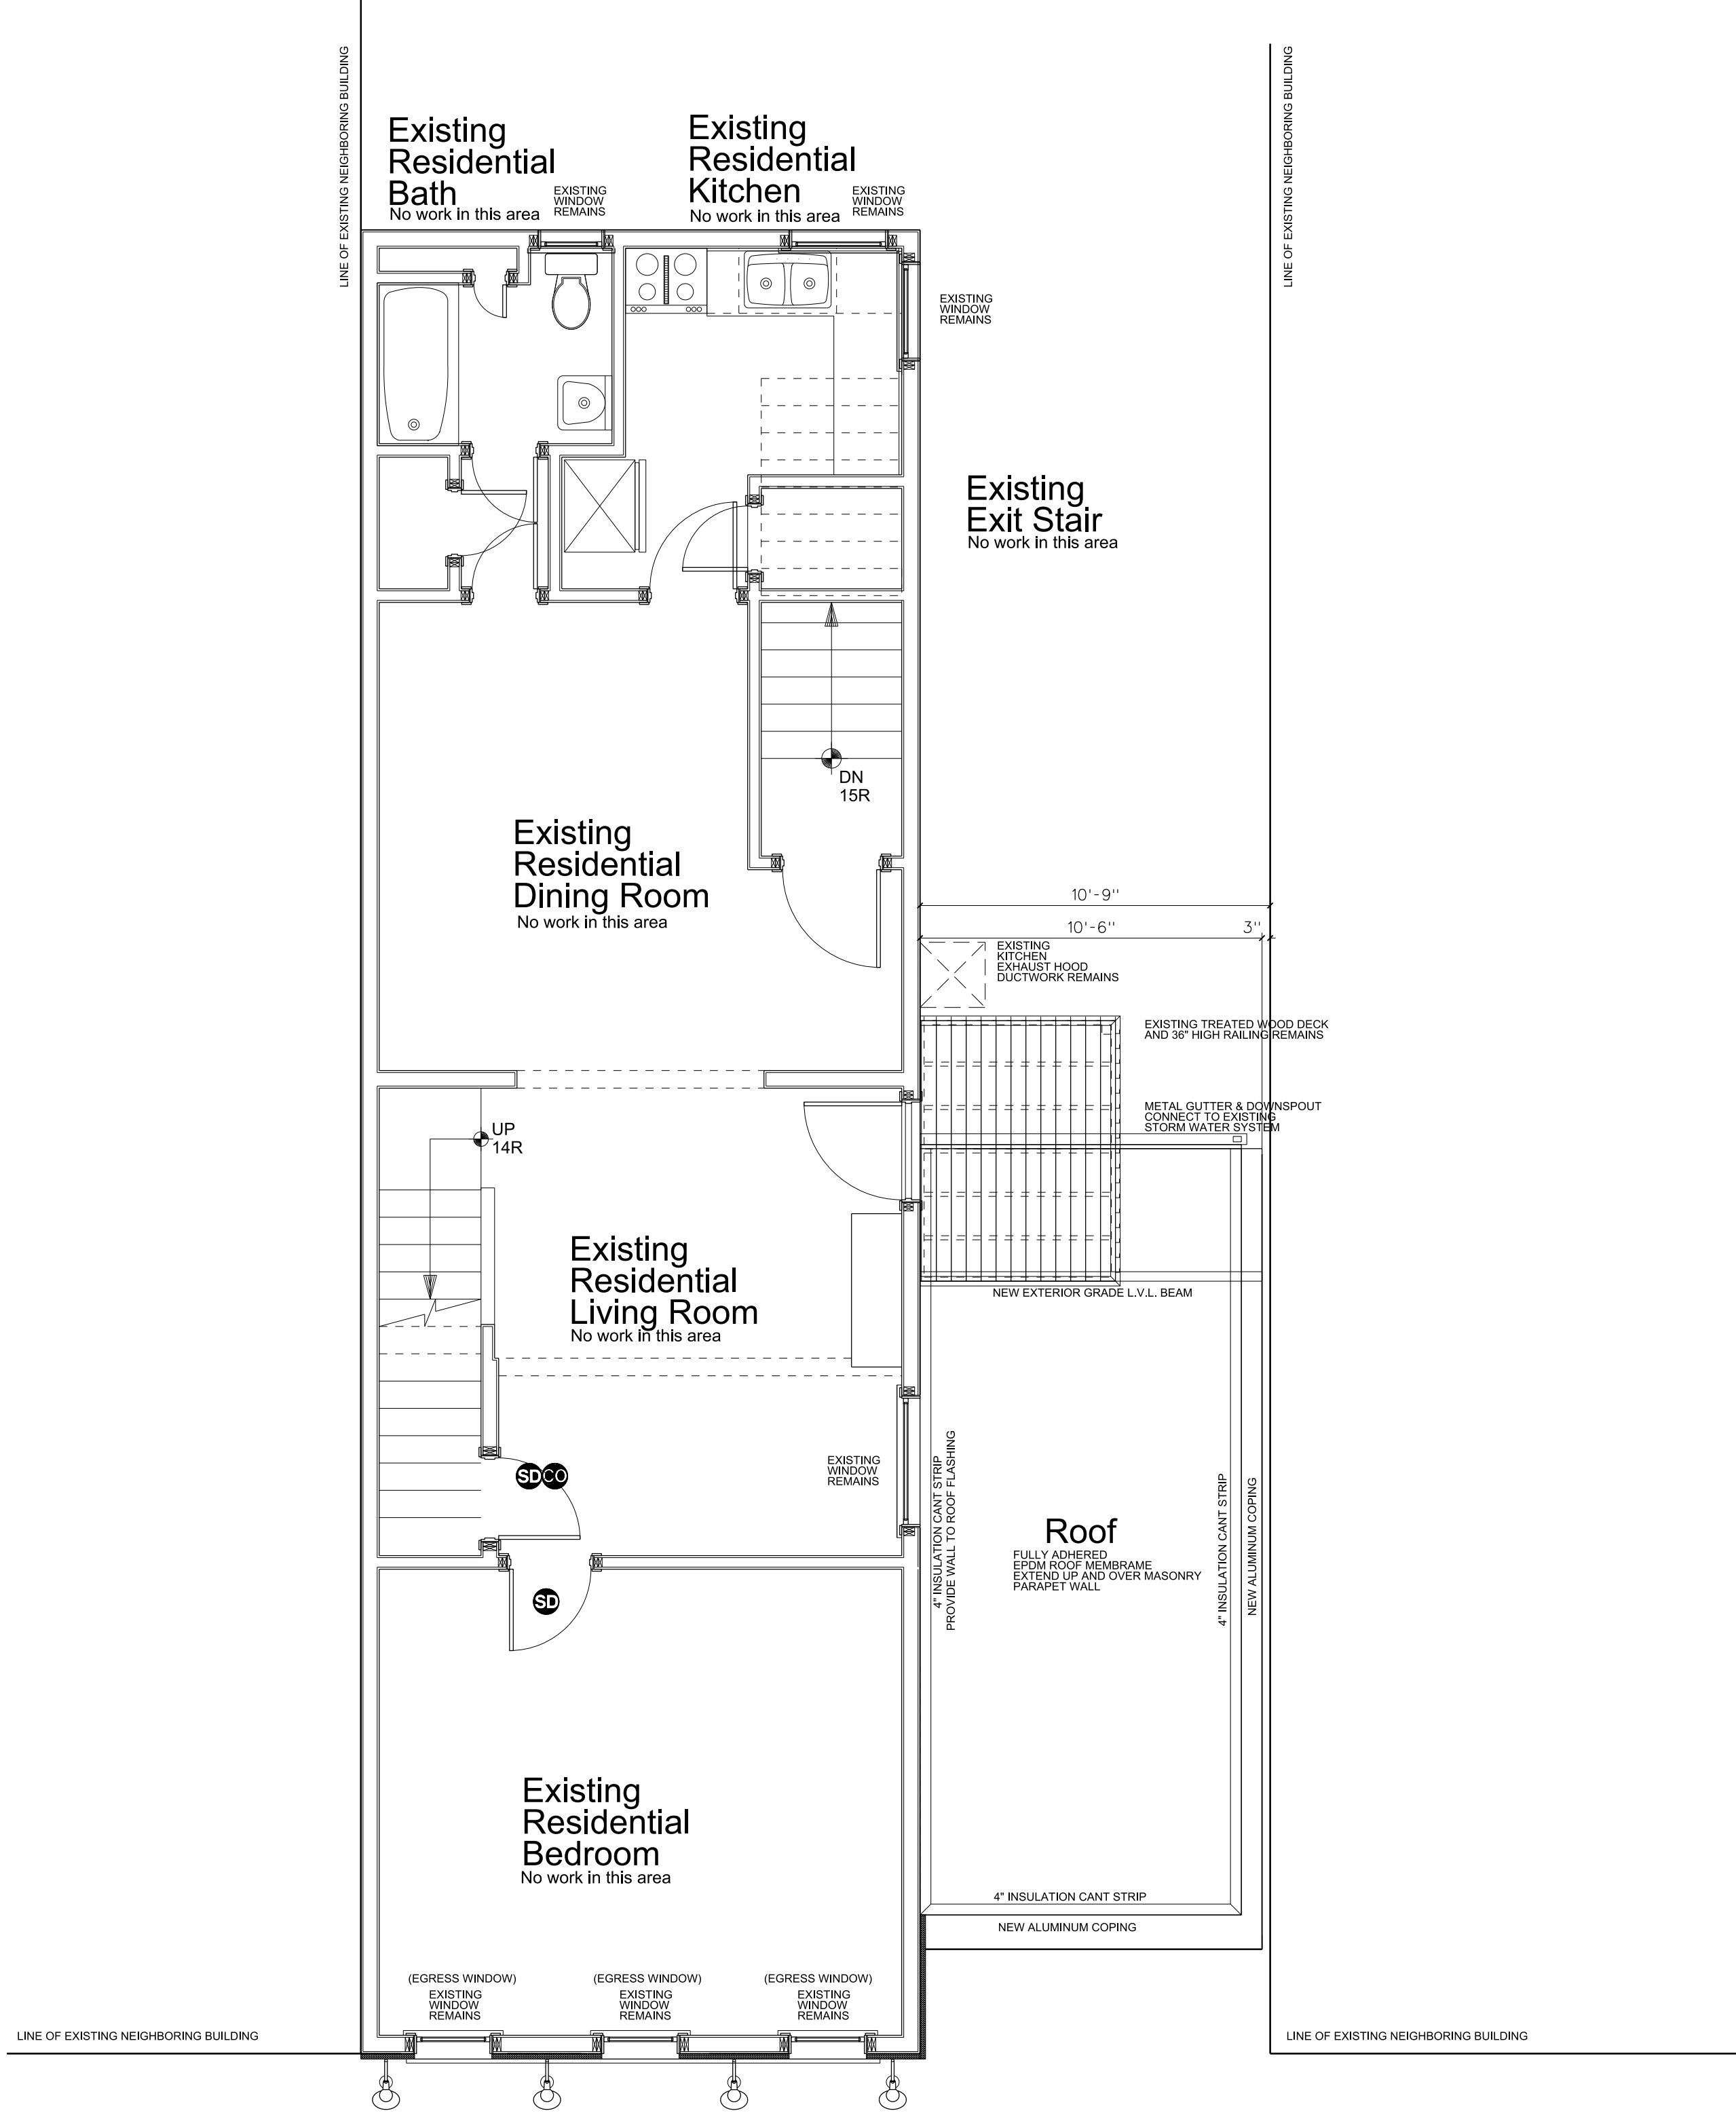 LINE OF EXISTING NEIGHBORING BUILDING
LINE OF EXISTING NEIGHBORING BUILDING
Existing
Residential
Bath
No work in this area
EXISTING
WINDOW
REMAINS
Existing
Residential
Kitchen
No work in this area
EXISTING
WINDOW
REMAINS
EXISTING
WINDOW
REMAINS
Existing
Exit Stair
No work in this area
DN
15R
Existing
Residential
Dining Room
No work in this area
10'-9"
10'-6"
3"
EXISTING
KITCHEN
EXHAUST HOOD
DUCTWORK REMAINS
EXISTING TREATED WOOD DECK
AND 36" HIGH RAILING REMAINS
METAL GUTTER & DOWNSPOUT
CONNECT TO EXISTING
STORM WATER SYSTEM
UP
14R
Existing
Residential
Living Room
No work in this area
NEW EXTERIOR GRADE L.V.L. BEAM
EXISTING
WINDOW
REMAINS
SD
CO
SD
4" INSULATION CANT STRIP
PROVIDE WALL TO ROOF FLASHING
Roof
FULLY ADHERED
EPDM ROOF MEMBRANE
EXTEND UP AND OVER MASONRY
PARAPET WALL
4" INSULATION CANT STRIP
NEW ALUMINUM COPING
Existing
Residential
Bedroom
No work in this area
4" INSULATION CANT STRIP
NEW ALUMINUM COPING
(EGRESS WINDOW)
EXISTING
WINDOW
REMAINS
(EGRESS WINDOW)
EXISTING
WINDOW
REMAINS
(EGRESS WINDOW)
EXISTING
WINDOW
REMAINS
LINE OF EXISTING NEIGHBORING BUILDING
LINE OF EXISTING NEIGHBORING BUILDING